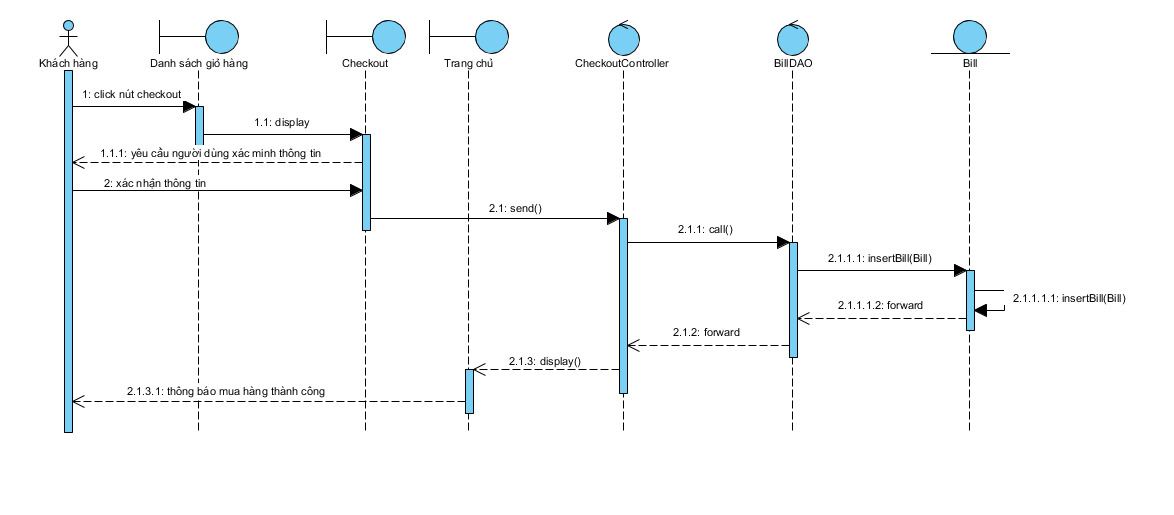 Khách hàng
Danh sách giỏ hàng
Checkout
Trang chủ
CheckoutController
BillDAO
Bill
1: click nút checkout
1.1: display
1.1.1: yêu cầu người dùng xác minh thông tin
2: xác nhận thông tin
2.1: send()
2.1.1: call()
2.1.1.1: insertBill(Bill)
2.1.1.1.1: insertBill(Bill)
2.1.1.1.2: forward
2.1.2: forward
2.1.3: display()
2.1.3.1: thông báo mua hàng thành công